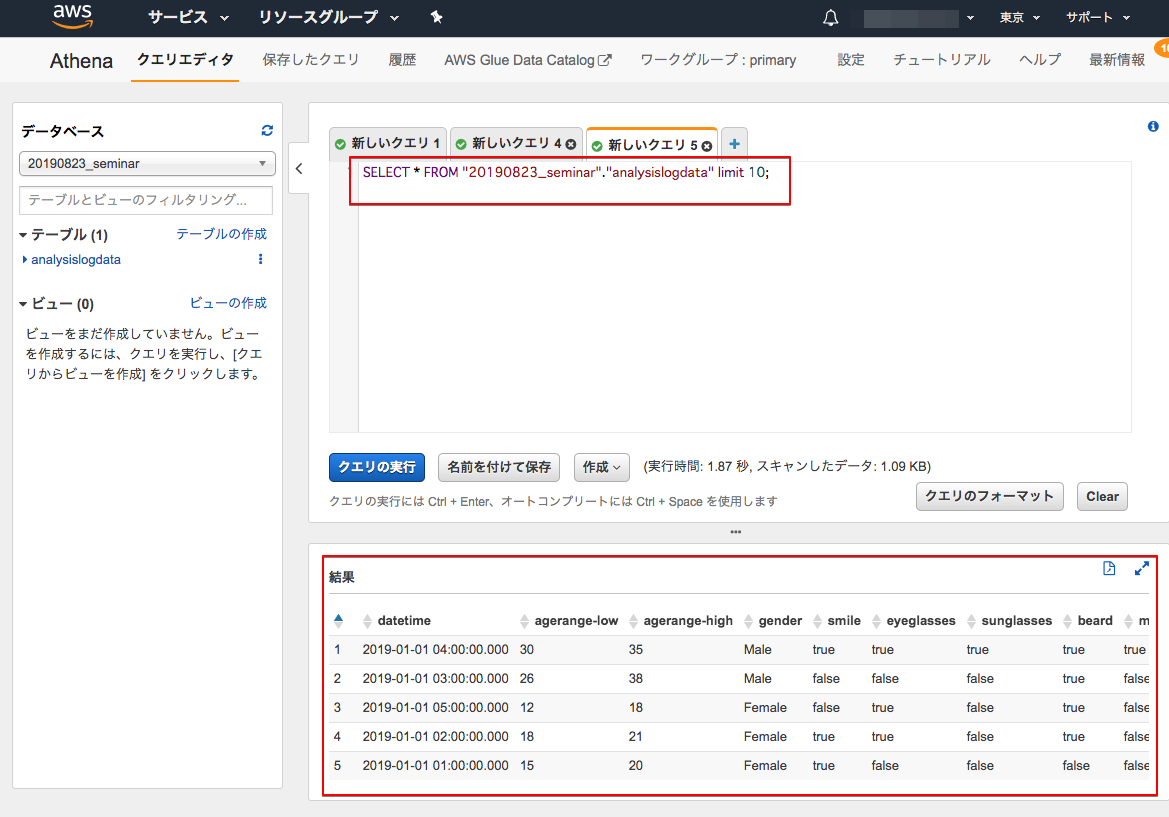 aws サービス リソースグループ 東京 サポート
Athena クエリエディタ 保存したクエリ 履歴 AWS Glue Data Catalog ワークグループ : primary 設定 チュートリアル ヘルプ 最新情報
データベース
20190823_seminar
テーブルとビューのフィルタリング...
テーブル (1) テーブルの作成
analysislogdata
ビュー (0) ビューの作成
ビューをまだ作成していません。ビュー
を作成するには、クエリを実行し、[クエ
リからビューを作成] をクリックします。
新しいクエリ 1 新しいクエリ 4 新しいクエリ 5
SELECT * FROM "20190823_seminar"."analysislogdata" limit 10;
クエリの実行 名前を付けて保存 作成 (実行時間: 1.87 秒, スキャンしたデータ: 1.09 KB)
クエリの実行には Ctrl + Enter、オートコンプリートには Ctrl + Space を使用します
クエリのフォーマット Clear
結果
datetime agerange-low agerange-high gender smile eyeglasses sunglasses beard m
1 2019-01-01 04:00:00.000 30 35 Male true true true true true
2 2019-01-01 03:00:00.000 26 38 Male false false false true false
3 2019-01-01 05:00:00.000 12 18 Female false true false true false
4 2019-01-01 02:00:00.000 18 21 Female true true false true false
5 2019-01-01 01:00:00.000 15 20 Female true false false false false